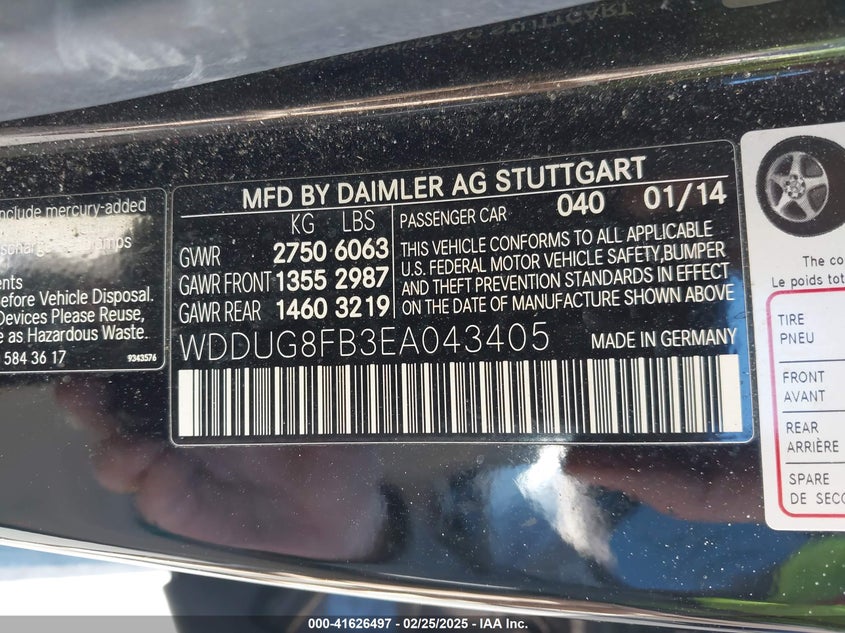 include mercury-added
ents
efore Vehicle Disposal.
Devices Please Reuse,
e as Hazardous Waste.
584 36 17
9343576
MFD BY DAIMLER AG STUTTGART
KG LBS
PASSENGER CAR 040 01/14
GVWR 2750 6063
GAWR FRONT 1355 2987
GAWR REAR 1460 3219
THIS VEHICLE CONFORMS TO ALL APPLICABLE
U.S. FEDERAL MOTOR VEHICLE SAFETY,BUMPER
AND THEFT PREVENTION STANDARDS IN EFFECT
ON THE DATE OF MANUFACTURE SHOWN ABOVE
WDDUG8FB3EA043405
MADE IN GERMANY
The co
Le poids tot
TIRE
PNEU
FRONT
AVANT
REAR
ARRIÈRE
SPARE
DE SECO
000-41626497 — 02/25/2025 — IAA Inc.